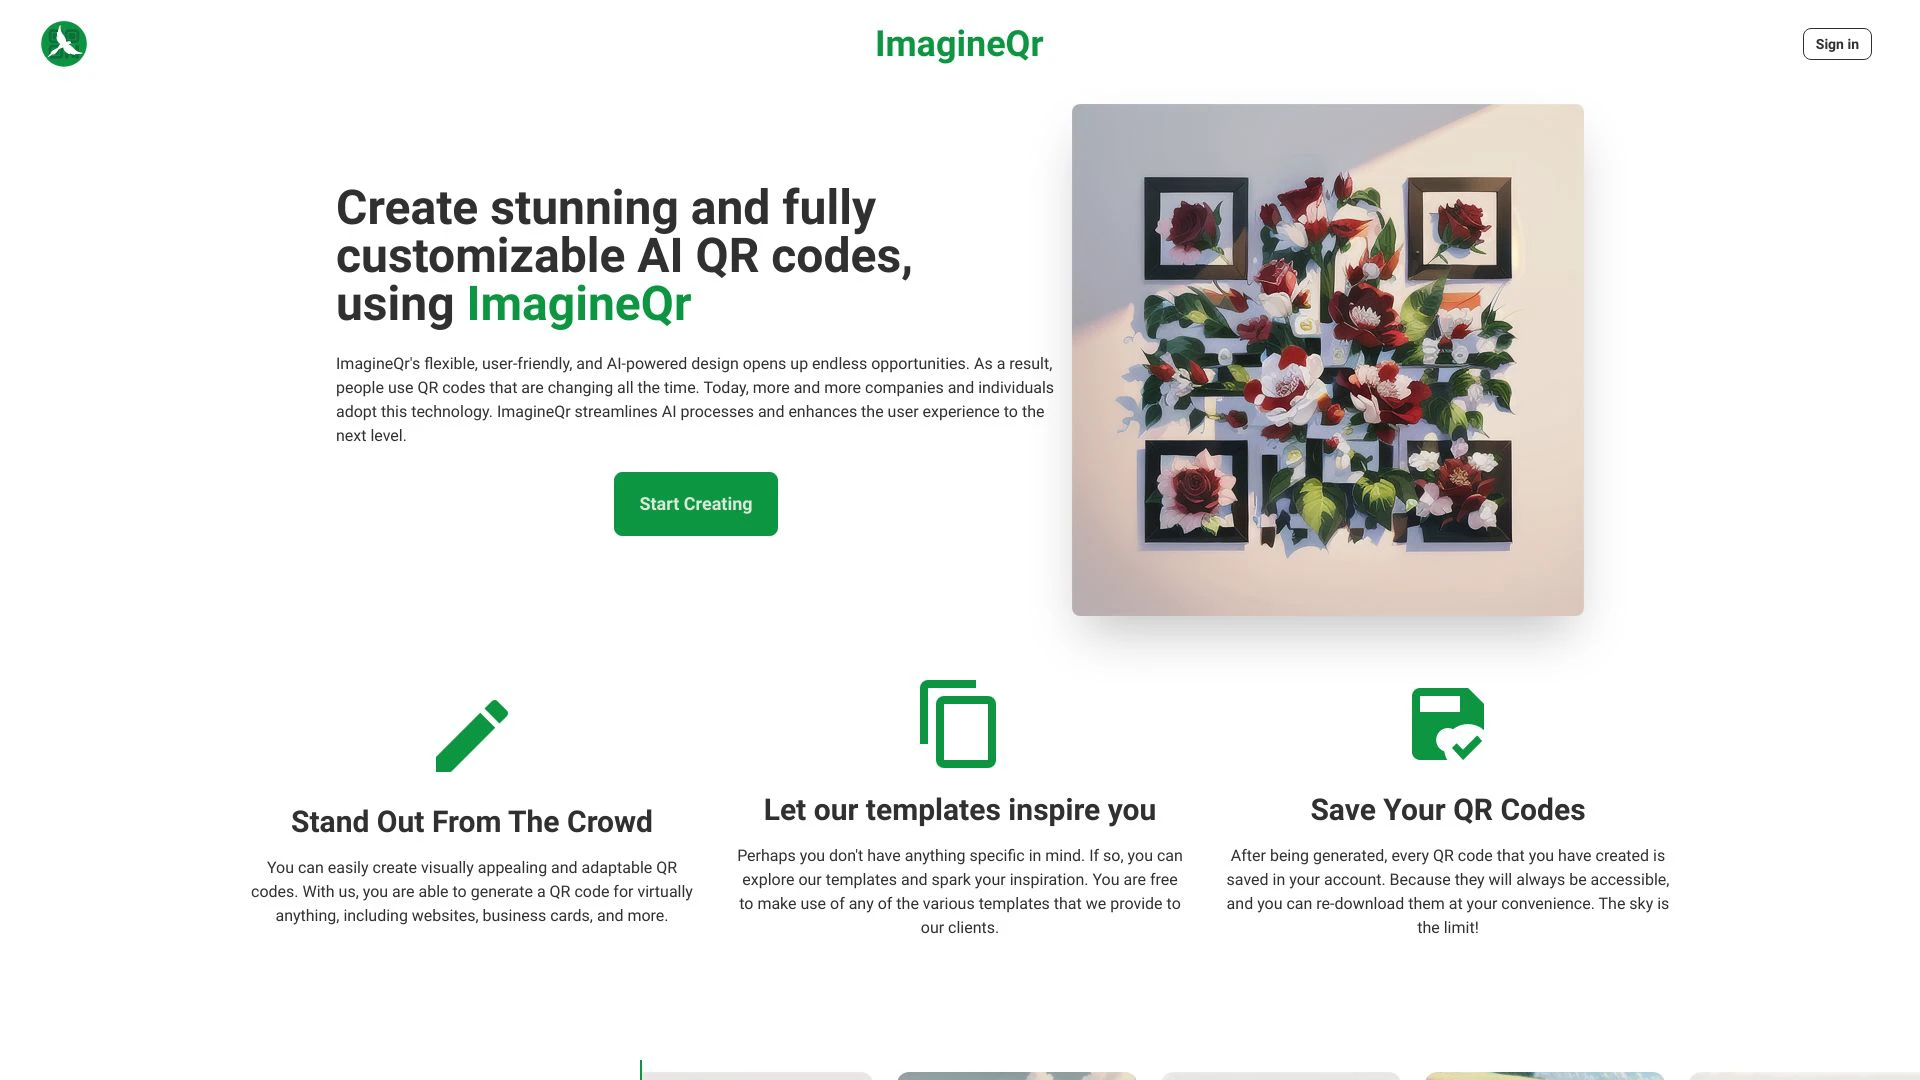 ImagineQr
Sign in
Create stunning and fully
customizable AI QR codes,
using ImagineQr
ImagineQr's flexible, user-friendly, and AI-powered design opens up endless opportunities. As a result,
people use QR codes that are changing all the time. Today, more and more companies and individuals
adopt this technology. ImagineQr streamlines AI processes and enhances the user experience to the
next level.
Start Creating
Stand Out From The Crowd
You can easily create visually appealing and adaptable QR
codes. With us, you are able to generate a QR code for virtually
anything, including websites, business cards, and more.
Let our templates inspire you
Perhaps you don't have anything specific in mind. If so, you can
explore our templates and spark your inspiration. You are free
to make use of any of the various templates that we provide to
our clients.
Save Your QR Codes
After being generated, every QR code that you have created is
saved in your account. Because they will always be accessible,
and you can re-download them at your convenience. The sky is
the limit!